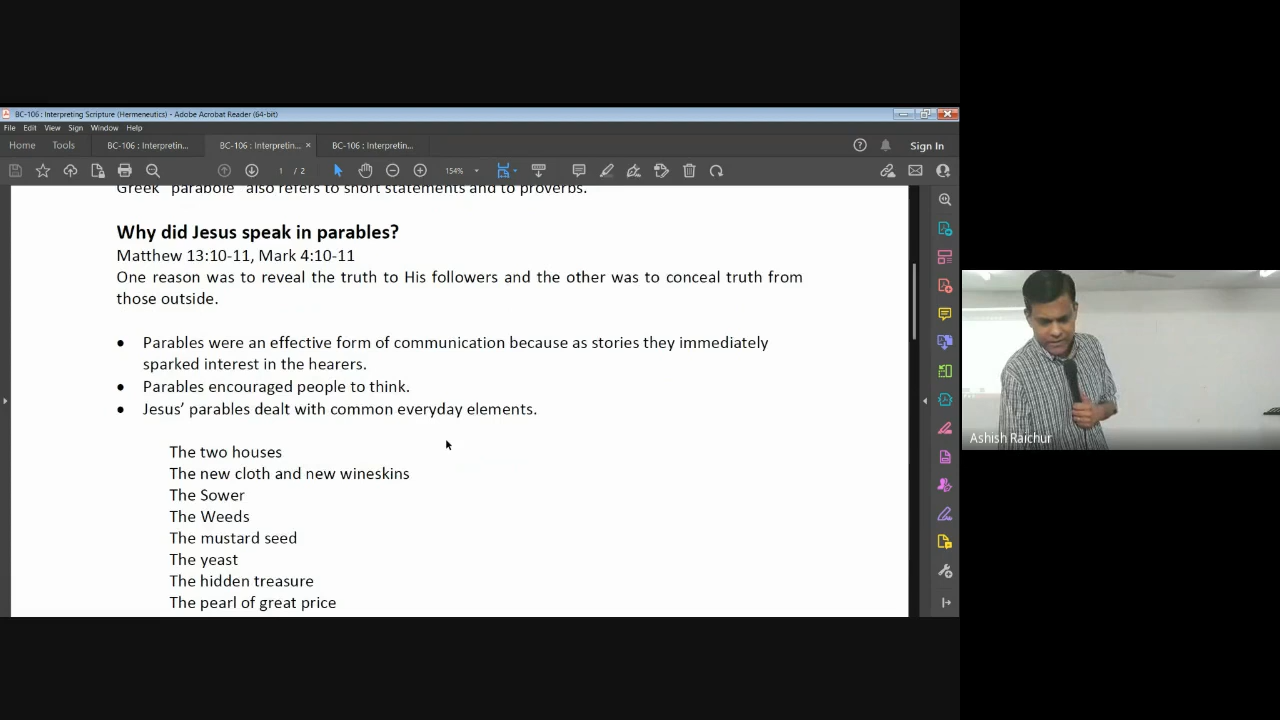 BC-106 : Interpreting Scripture (Hermeneutics) - Adobe Acrobat Reader (64-bit)
File Edit View Sign Window Help
Home Tools BC-106 : Interpretin... BC-106 : Interpretin... × BC-106 : Interpretin... Sign In
1 / 2 154%
Greek "parabole" also refers to short statements and to proverbs.
Why did Jesus speak in parables?
Matthew 13:10-11, Mark 4:10-11
One reason was to reveal the truth to His followers and the other was to conceal truth from
those outside.
• Parables were an effective form of communication because as stories they immediately
sparked interest in the hearers.
• Parables encouraged people to think.
• Jesus’ parables dealt with common everyday elements.
The two houses
The new cloth and new wineskins
The Sower
The Weeds
The mustard seed
The yeast
The hidden treasure
The pearl of great price
Ashish Raichur